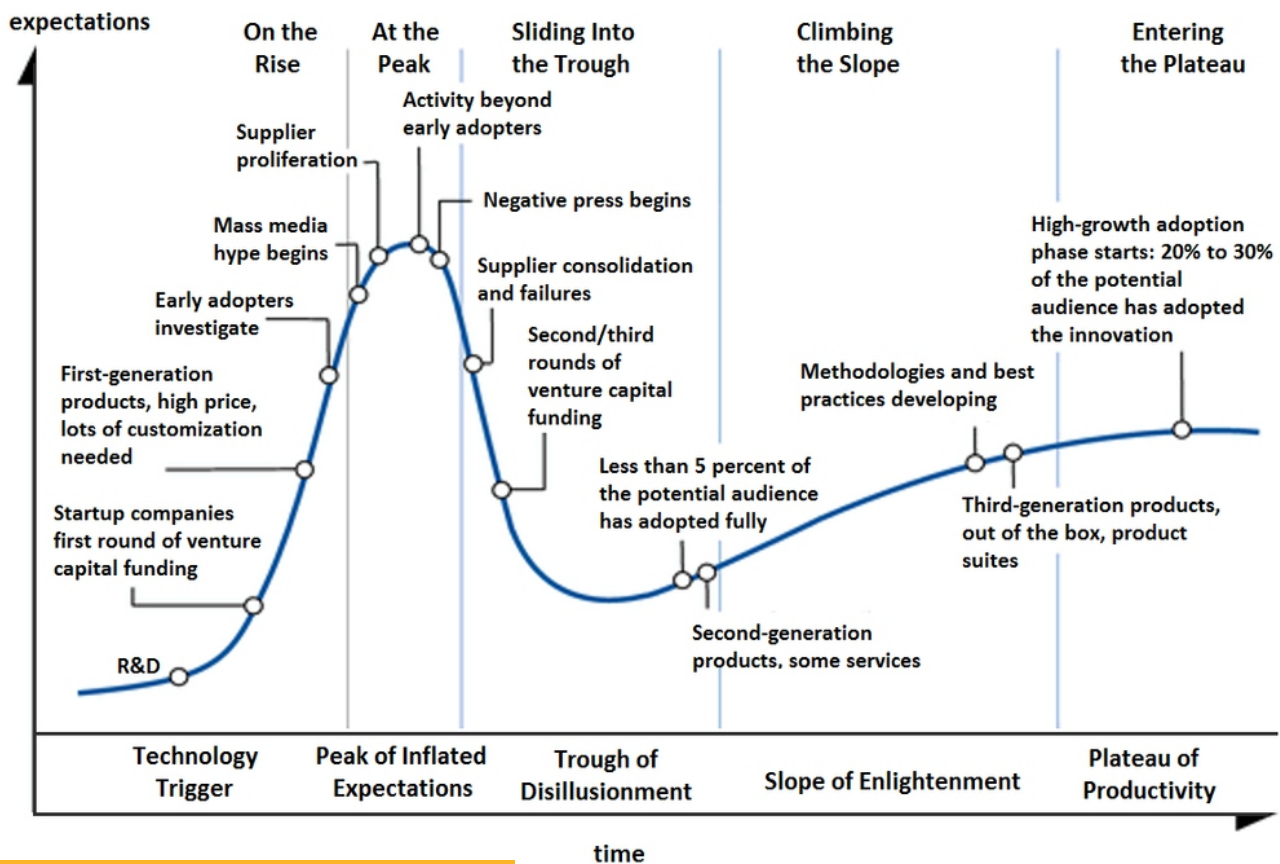 expectations
On the
Rise
At the
Peak
Sliding Into
the Trough
Climbing
the Slope
Entering
the Plateau
Activity beyond
early adopters
Supplier
proliferation
Negative press begins
Mass media
hype begins
Supplier consolidation
and failures
Early adopters
investigate
Second/third
rounds of
venture capital
funding
First-generation
products, high price,
lots of customization
needed
Startup companies
first round of venture
capital funding
R&D
Less than 5 percent of
the potential audience
has adopted fully
Second-generation
products, some services
Methodologies and best
practices developing
Third-generation products,
out of the box, product
suites
High-growth adoption
phase starts: 20% to 30%
of the potential
audience has adopted
the innovation
Technology
Trigger
Peak of Inflated
Expectations
Trough of
Disillusionment
Slope of Enlightenment
Plateau of
Productivity
time